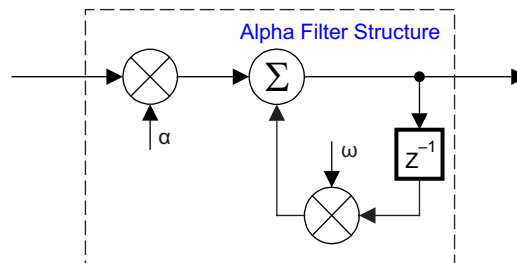 Alpha Filter Structure
Σ
α
ω
Z⁻¹